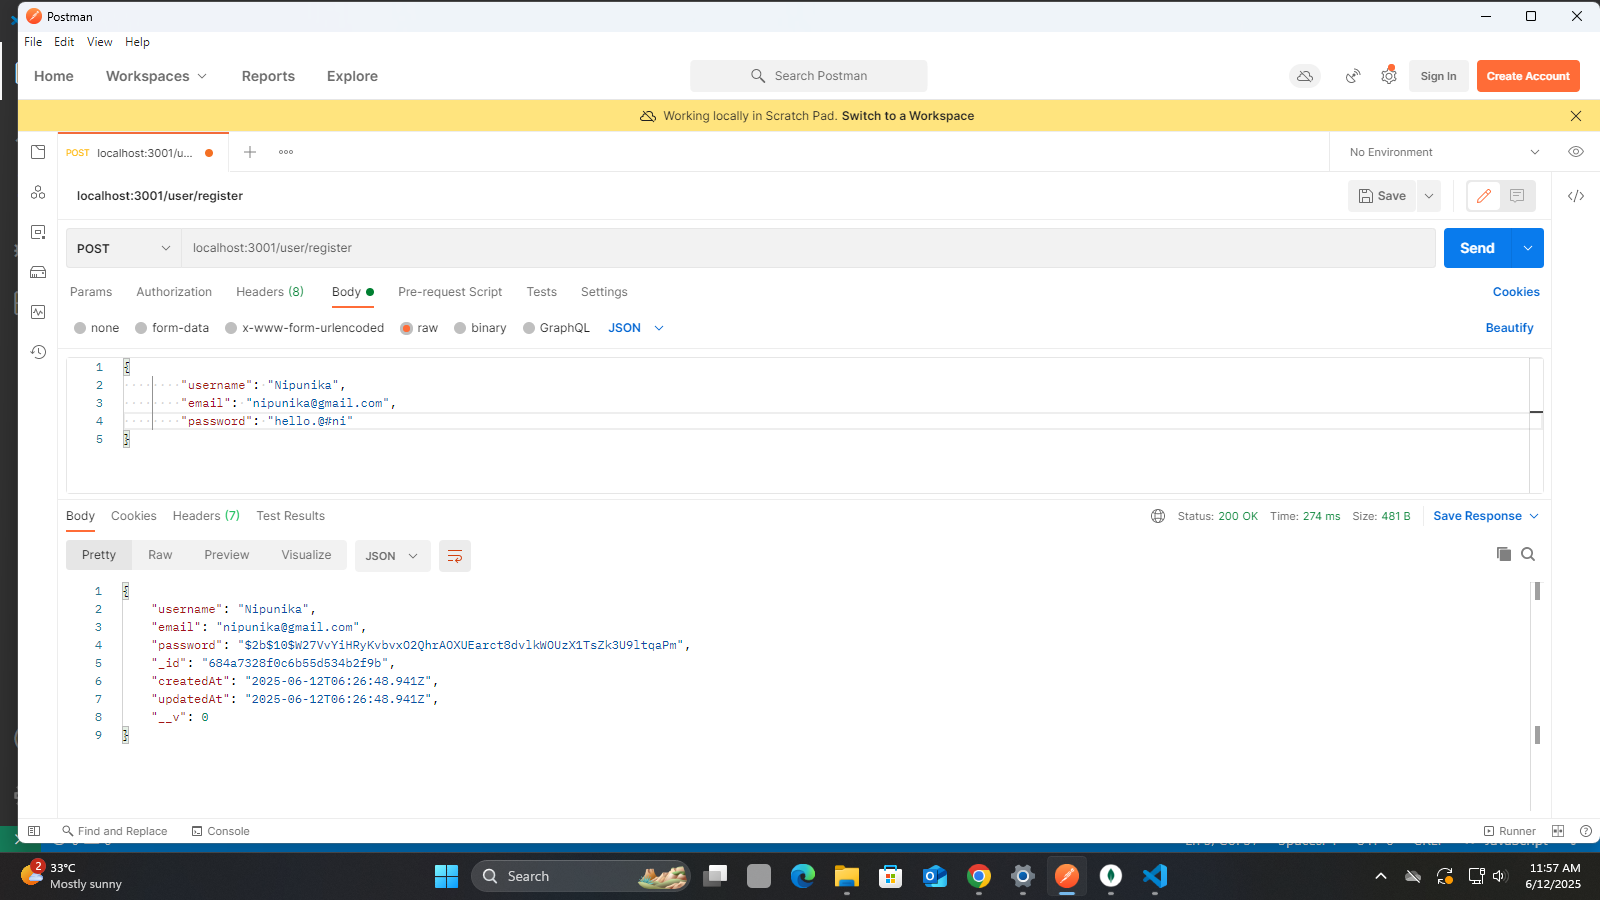 Postman
File Edit View Help
Home Workspaces Reports Explore Search Postman Sign In Create Account
Working locally in Scratch Pad. Switch to a Workspace
POST localhost:3001/u... No Environment
localhost:3001/user/register Save
POST localhost:3001/user/register Send
Params Authorization Headers (8) Body Pre-request Script Tests Settings Cookies
none form-data x-www-form-urlencoded raw binary GraphQL JSON Beautify
1 {
2 "username": "Nipunika",
3 "email": "nipunika@gmail.com",
4 "password": "hello.@#ni"
5 }
Body Cookies Headers (7) Test Results Status: 200 OK Time: 274 ms Size: 481 B Save Response
Pretty Raw Preview Visualize JSON
1 {
2 "username": "Nipunika",
3 "email": "nipunika@gmail.com",
4 "password": "$2b$10$W27VvYiHRyKvbvxO2QhrAOXUEarct8dvlkWOUzX1TsZk3U9ltqaPm",
5 "_id": "684a7328f0c6b55d534b2f9b",
6 "createdAt": "2025-06-12T06:26:48.941Z",
7 "updatedAt": "2025-06-12T06:26:48.941Z",
8 "__v": 0
9 }
Find and Replace Console Runner
2 33°C
Mostly sunny
Search
11:57 AM
6/12/2025